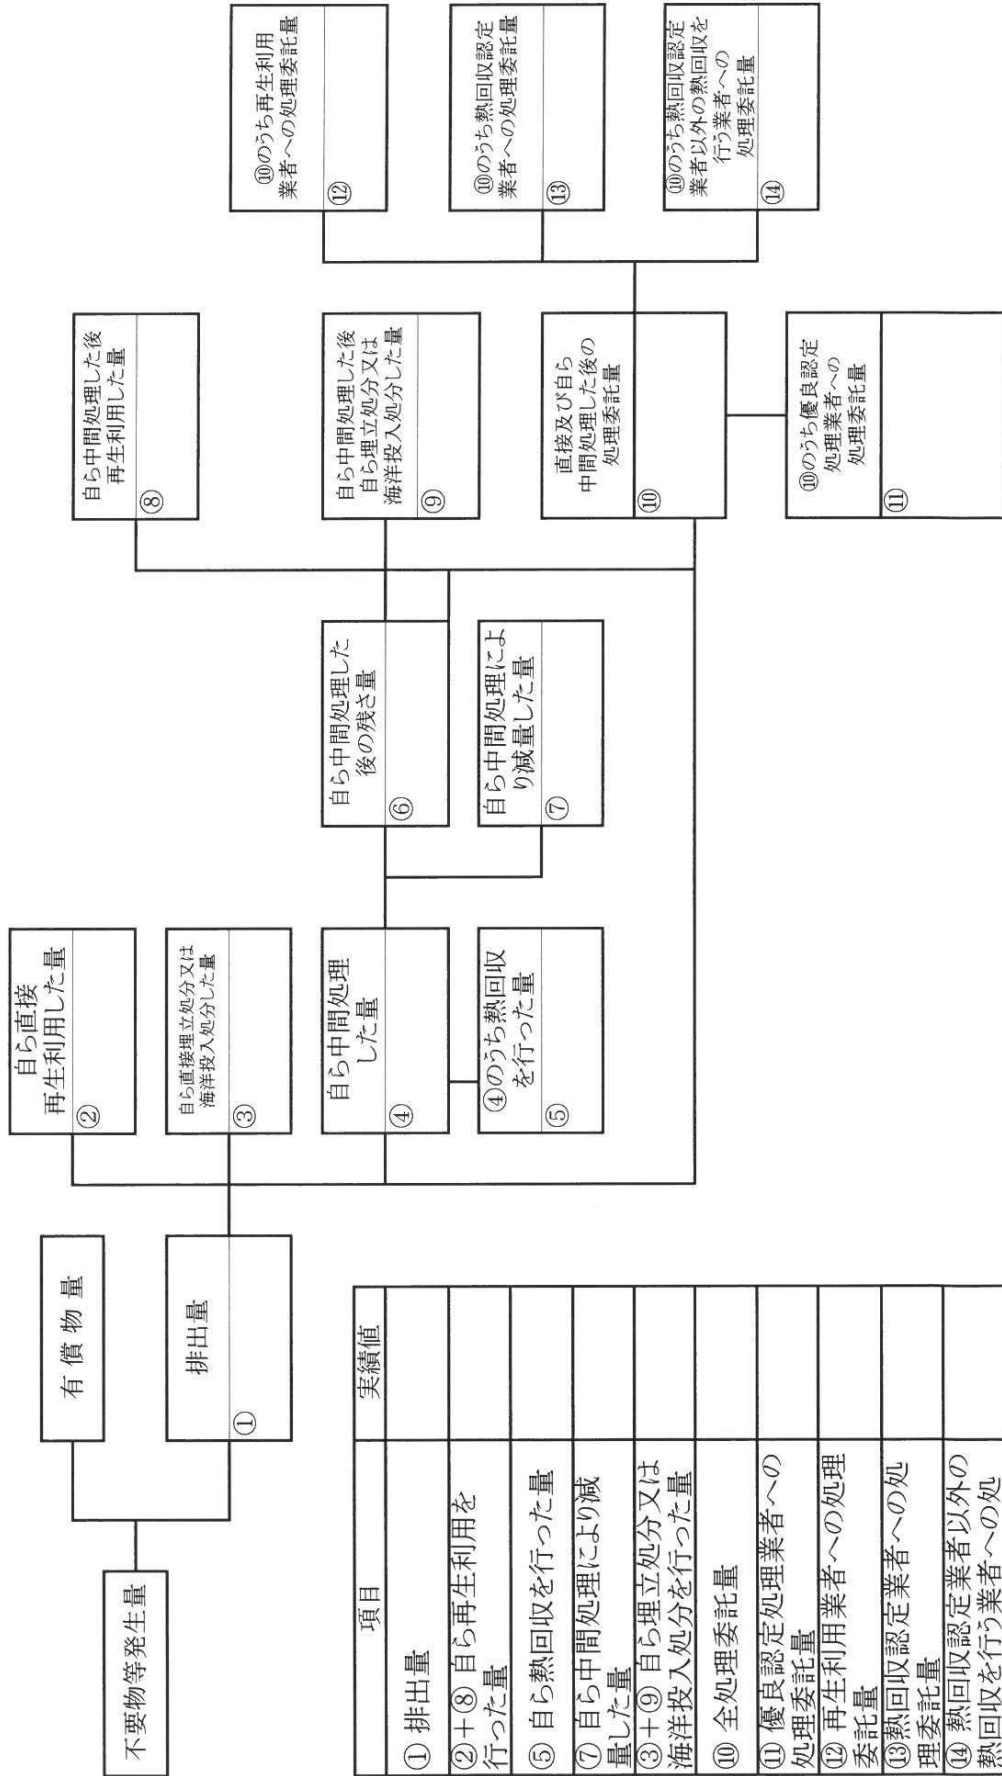 不要物等発生量
有償物量
排出量
①
自ら直接
再生利用した量
②
自ら直接埋立処分又は
海洋投入処分した量
③
自ら中間処理
した量
④
④のうち熱回収
を行った量
⑤
自ら中間処理した
後の残さ量
⑥
自ら中間処理によ
り減量した量
⑦
自ら中間処理した後
再生利用した量
⑧
自ら中間処理した後
自ら埋立処分又は
海洋投入処分した量
⑨
直接及び自ら
中間処理した後の
処理委託量
⑩
⑩のうち優良認定
処理業者への
処理委託量
⑪
⑩のうち再生利用
業者への処理委託量
⑫
⑩のうち熱回収認定
業者への処理委託量
⑬
⑩のうち熱回収認定
業者以外の熱回収を
行う業者への
処理委託量
⑭
項目
実績値
① 排出量
②+⑧ 自ら再生利用を
行った量
⑤ 自ら熱回収を行った量
⑦ 自ら中間処理により減
量した量
③+⑨ 自ら埋立処分又は
海洋投入処分を行った量
⑩ 全処理委託量
⑪ 優良認定処理業者への
処理委託量
⑫ 再生利用業者への処理
委託量
⑬熱回収認定業者への処
理委託量
⑭ 熱回収認定業者以外の
熱回収を行う業者への処